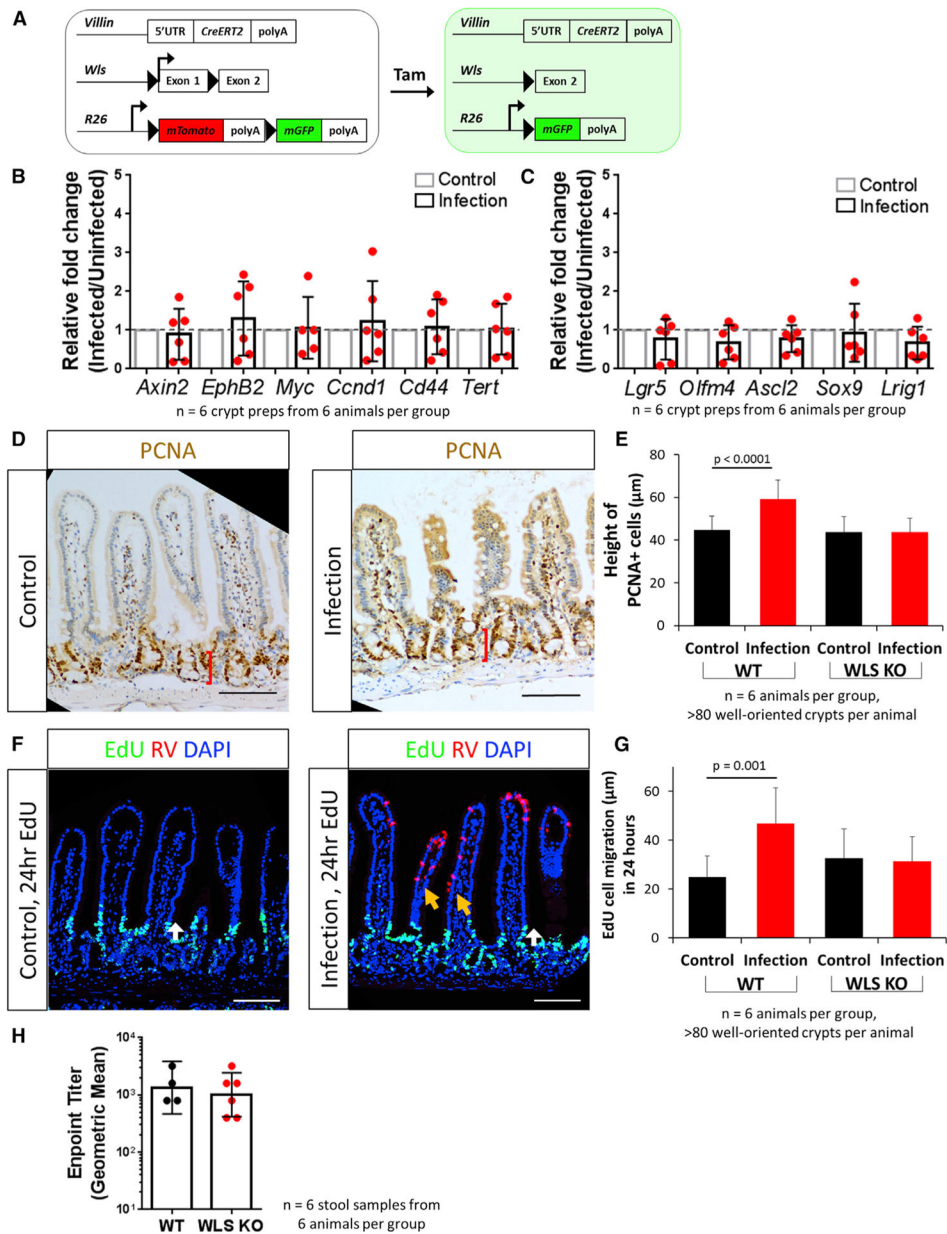 A
Villin
5'UTR CreERT2 polyA
Wls
Exon 1 Exon 2
R26
mTomato polyA mGFP polyA
Tam
Villin
5'UTR CreERT2 polyA
Wls
Exon 2
R26
mGFP polyA
B
Relative fold change
(Infected/Uninfected)
5
4
3
2
1
0
Control
Infection
Axin2 EphB2 Myc Ccnd1 Cd44 Tert
n = 6 crypt preps from 6 animals per group
C
Relative fold change
(Infected/Uninfected)
5
4
3
2
1
0
Control
Infection
Lgr5 Olfm4 Ascl2 Sox9 Lrig1
n = 6 crypt preps from 6 animals per group
D
PCNA
Control
PCNA
Infection
E
Height of
PCNA+ cells (µm)
80
60
40
20
0
p < 0.0001
Control Infection Control Infection
WT WLS KO
n = 6 animals per group,
>80 well-oriented crypts per animal
F
EdU RV DAPI
Control, 24hr EdU
EdU RV DAPI
Infection, 24hr EdU
G
EdU cell migration (µm)
in 24 hours
80
60
40
20
0
p = 0.001
Control Infection Control Infection
WT WLS KO
n = 6 animals per group,
>80 well-oriented crypts per animal
H
Enpoint Titer
(Geometric Mean)
10⁴
10³
10²
10¹
WT WLS KO
n = 6 stool samples from
6 animals per group